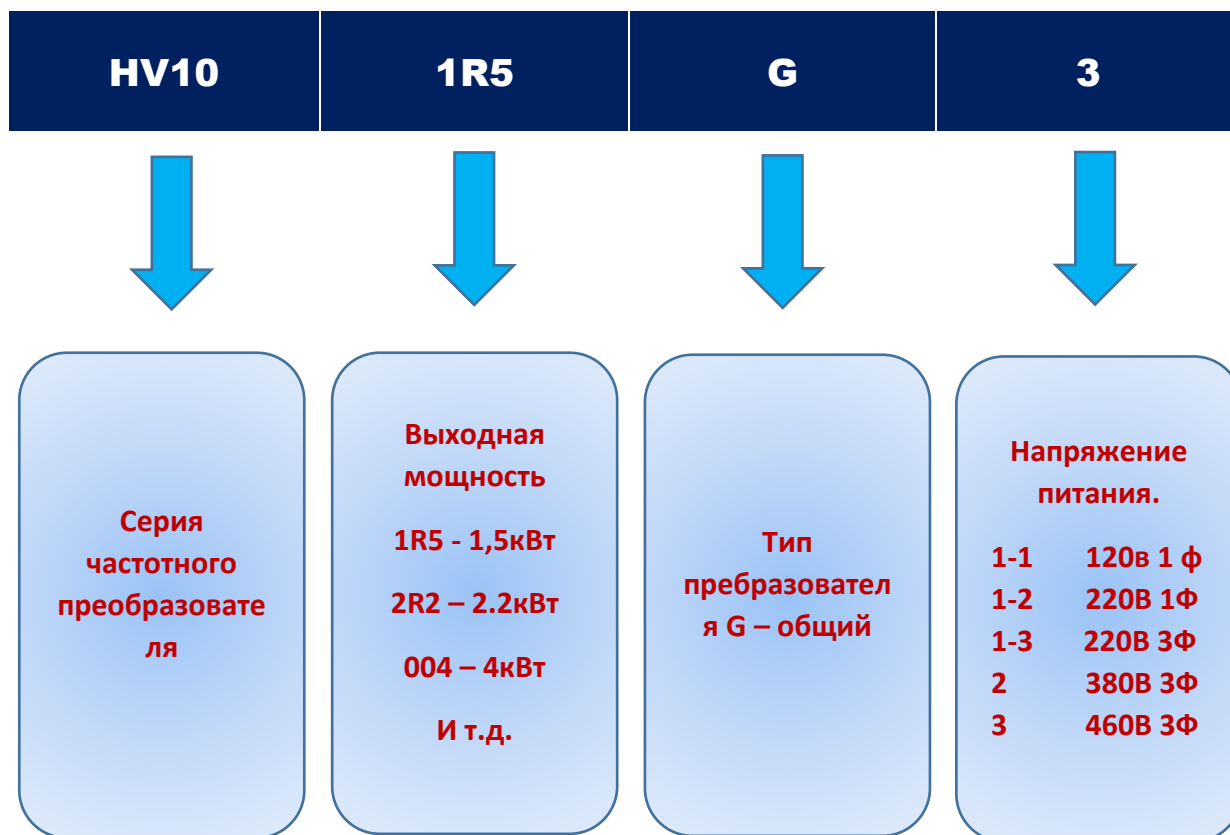 HV10
1R5
G
3
Серия
частотного
преобразовате
ля
Выходная
мощность
1R5 - 1,5кВт
2R2 – 2.2кВт
004 – 4кВт
И т.д.
Тип
пребразовател
я G – общий
Напряжение
питания.
1-1 120в 1 ф
1-2 220В 1Ф
1-3 220В 3Ф
2 380В 3Ф
3 460В 3Ф